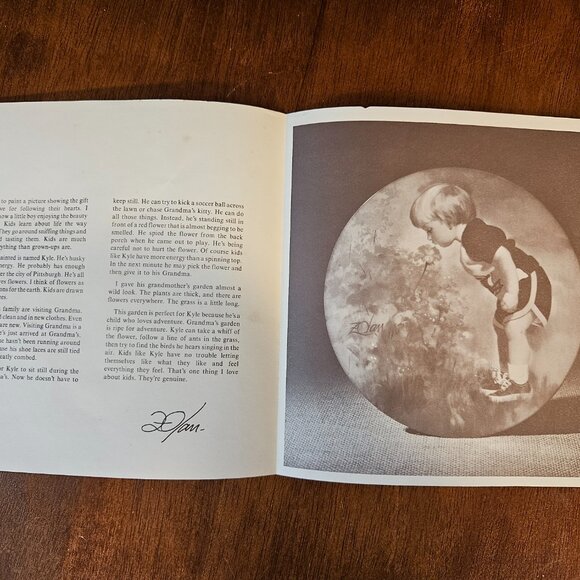 to paint a picture showing the gift
ve for following their hearts. I
ow a little boy enjoying the beauty
Kids learn about life the way
They go around sniffing things and
d tasting them. Kids are much
ything than grown-ups are.
ainted is named Kyle. He's husky
nergy. He probably has enough
er the city of Pittsburgh. He's all
es flowers. I think of flowers as
ons for the earth. Kids are drawn
res.
family are visiting Grandma.
d clean and in new clothes. Even
are new. Visiting Grandma is a
e's just arrived at Grandma's.
e hasn't been running around
se his shoe laces are still tied
eatly combed.
or Kyle to sit still during the
a's. Now he doesn't have to
keep still. He can try to kick a soccer ball across
the lawn or chase Grandma's kitty. He can do
all those things. Instead, he's standing still in
front of a red flower that is almost begging to be
smelled. He spied the flower from the back
porch when he came out to play. He's being
careful not to hurt the flower. Of course kids
like Kyle have more energy than a spinning top.
In the next minute he may pick the flower and
then give it to his Grandma.
I gave his grandmother's garden almost a
wild look. The plants are thick, and there are
flowers everywhere. The grass is a little long.
This garden is perfect for Kyle because he's a
child who loves adventure. Grandma's garden
is ripe for adventure. Kyle can take a whiff of
the flower, follow a line of ants in the grass,
then try to find the birds he hears singing in the
air. Kids like Kyle have no trouble letting
themselves like what they like and feel
everything they feel. That's one thing I love
about kids. They're genuine.